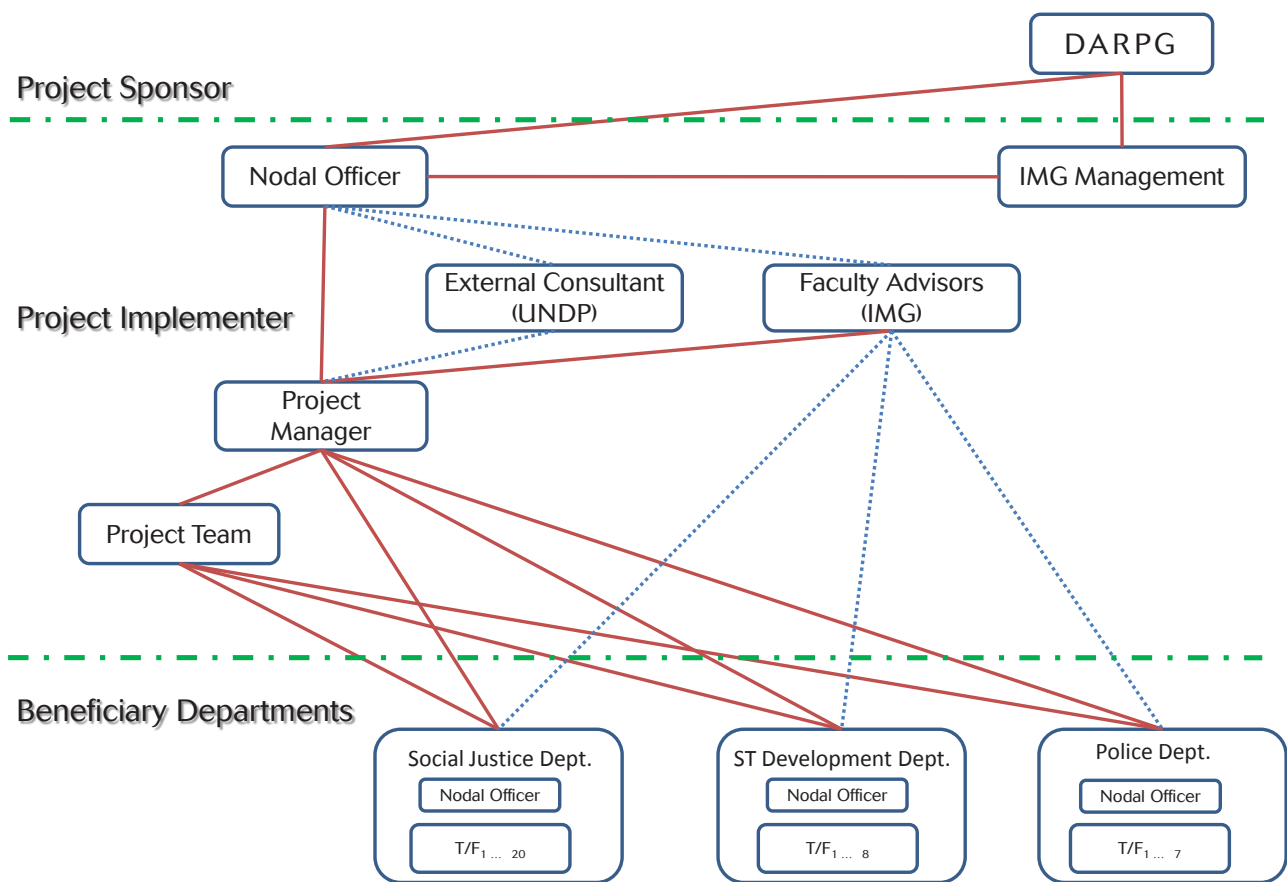 DARPG
Project Sponsor
Nodal Officer
IMG Management
External Consultant
(UNDP)
Faculty Advisors
(IMG)
Project Implementer
Project
Manager
Project Team
Beneficiary Departments
Social Justice Dept.
Nodal Officer
T/F1 ... 20
ST Development Dept.
Nodal Officer
T/F1 ... 8
Police Dept.
Nodal Officer
T/F1 ... 7